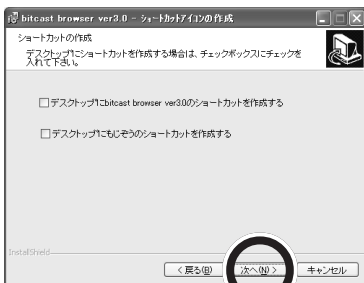 bitcast browser ver3.0 - ショートカットアイコンの作成
ショートカットの作成
デスクトップにショートカットを作成する場合は、チェックボックスにチェックを
入れて下さい。
デスクトップにbitcast browser ver3.0のショートカットを作成する
デスクトップにもじぞうのショートカットを作成する
InstallShield
< 戻る(B)
次へ(N) >
キャンセル